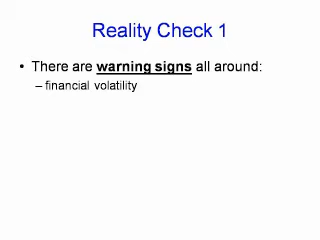 Reality Check 1
• There are warning signs all around:
– financial volatility